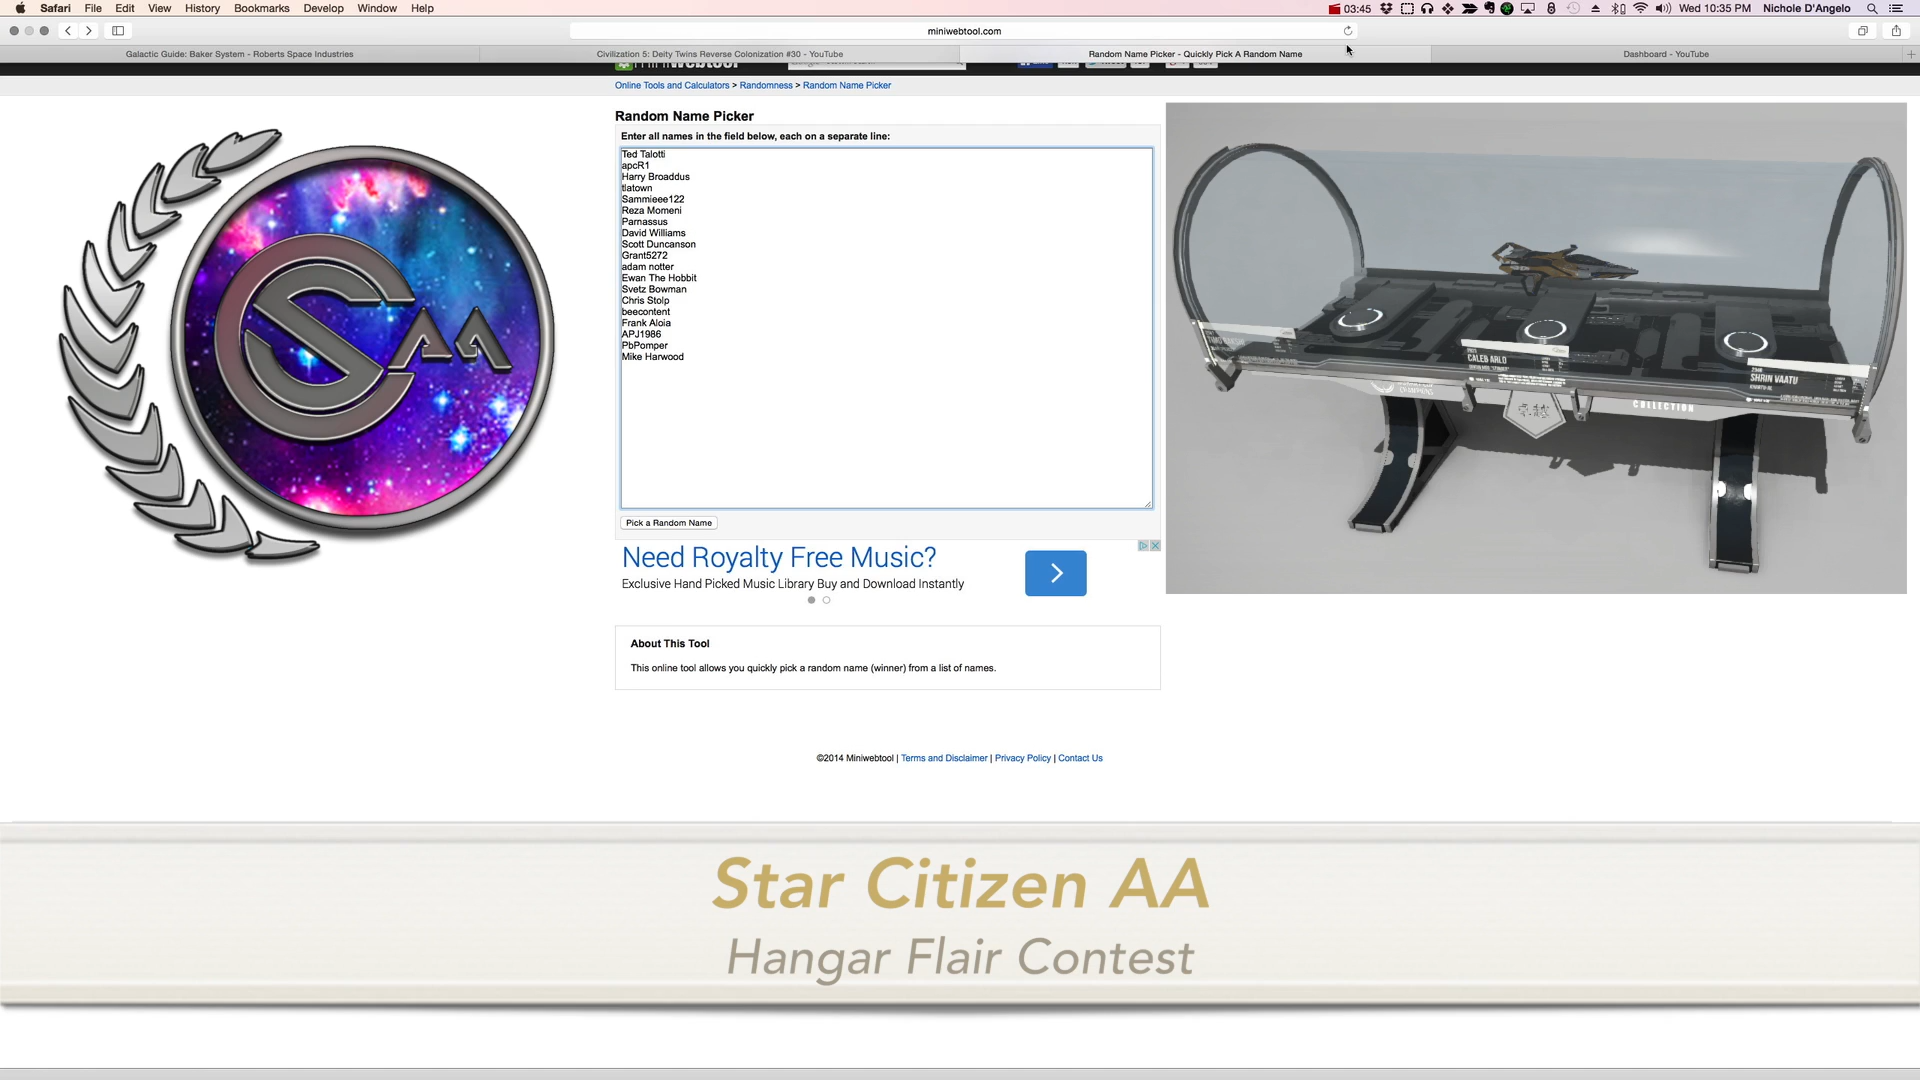 Safari File Edit View History Bookmarks Develop Window Help 03:45 Wed 10:35 PM Nichole D'Angelo
miniwebtool.com
Galactic Guide: Baker System - Roberts Space Industries Civilization 5: Deity Twins Reverse Colonization #30 - YouTube Random Name Picker - Quickly Pick A Random Name Dashboard - YouTube
Online Tools and Calculators > Randomness > Random Name Picker
Random Name Picker
Enter all names in the field below, each on a separate line:
Ted Talotti
apcR1
Harry Broaddus
tlatown
Sammieee122
Reza Momeni
Parnassus
David Williams
Scott Duncanson
Grant5272
adam notter
Ewan The Hobbit
Svetz Bowman
Chris Stolp
beecontent
Frank Aloia
APJ1986
PbPomper
Mike Harwood
CALEB ARLO
SHRIN VAATU
COLLECTION
Pick a Random Name
Need Royalty Free Music?
Exclusive Hand Picked Music Library Buy and Download Instantly
About This Tool
This online tool allows you quickly pick a random name (winner) from a list of names.
©2014 Miniwebtool | Terms and Disclaimer | Privacy Policy | Contact Us
Star Citizen AA
Hangar Flair Contest